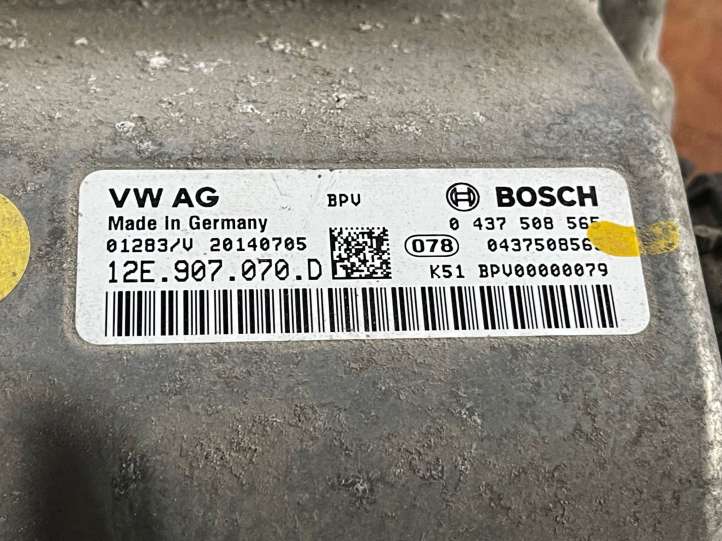 VW AG BPV BOSCH
Made In Germany 0 437 508 565
01283/V 20140705 078
12E.907.070.D K51 BPV00000079